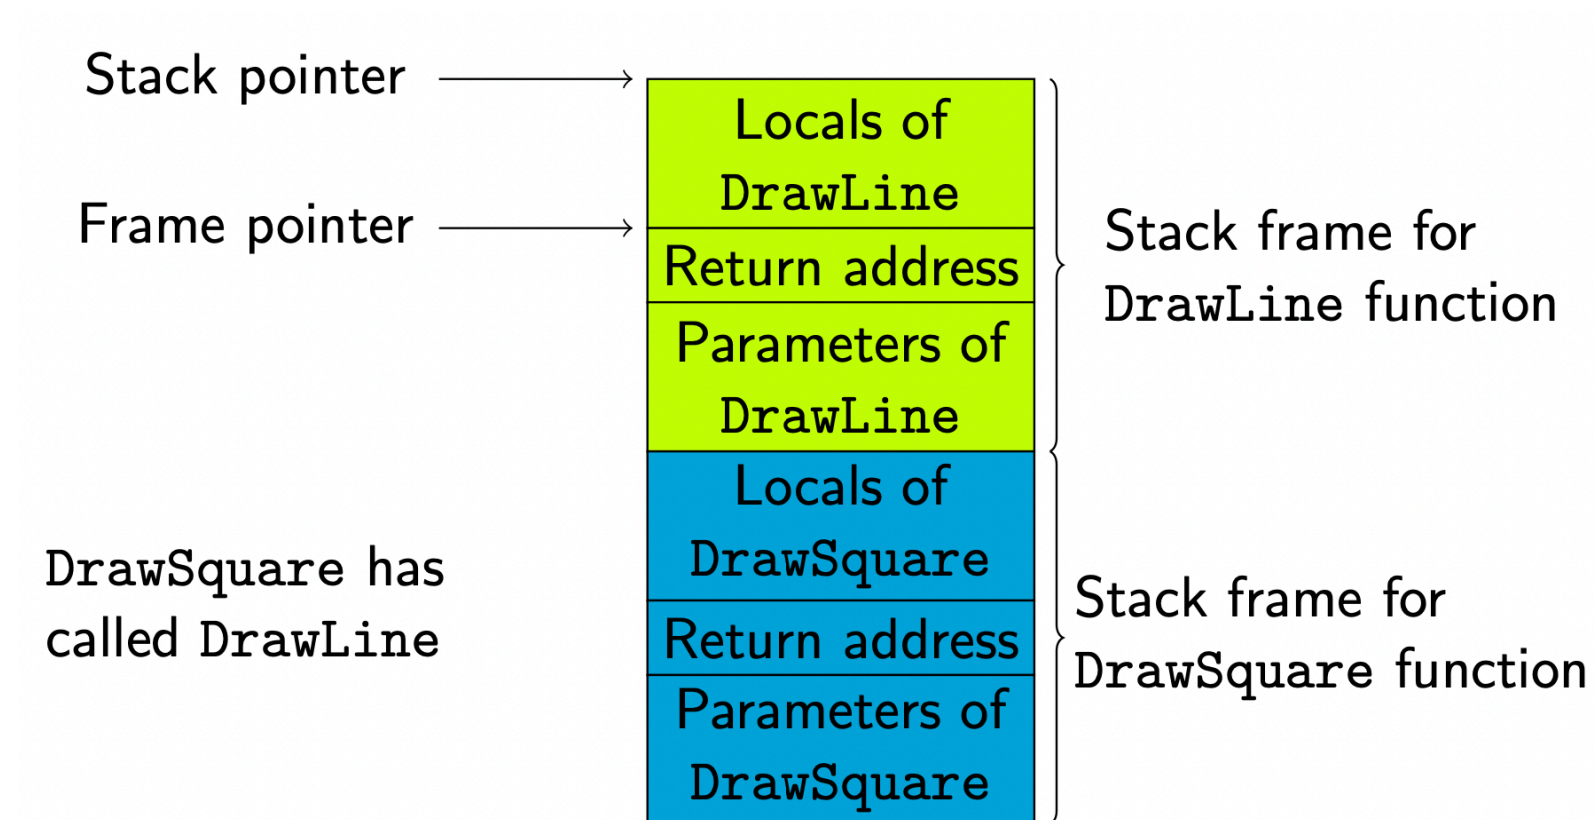 Stack pointer
Locals of
DrawLine
Frame pointer
Return address
Stack frame for
DrawLine function
Parameters of
DrawLine
Locals of
DrawSquare
DrawSquare has
called DrawLine
Return address
Stack frame for
DrawSquare function
Parameters of
DrawSquare